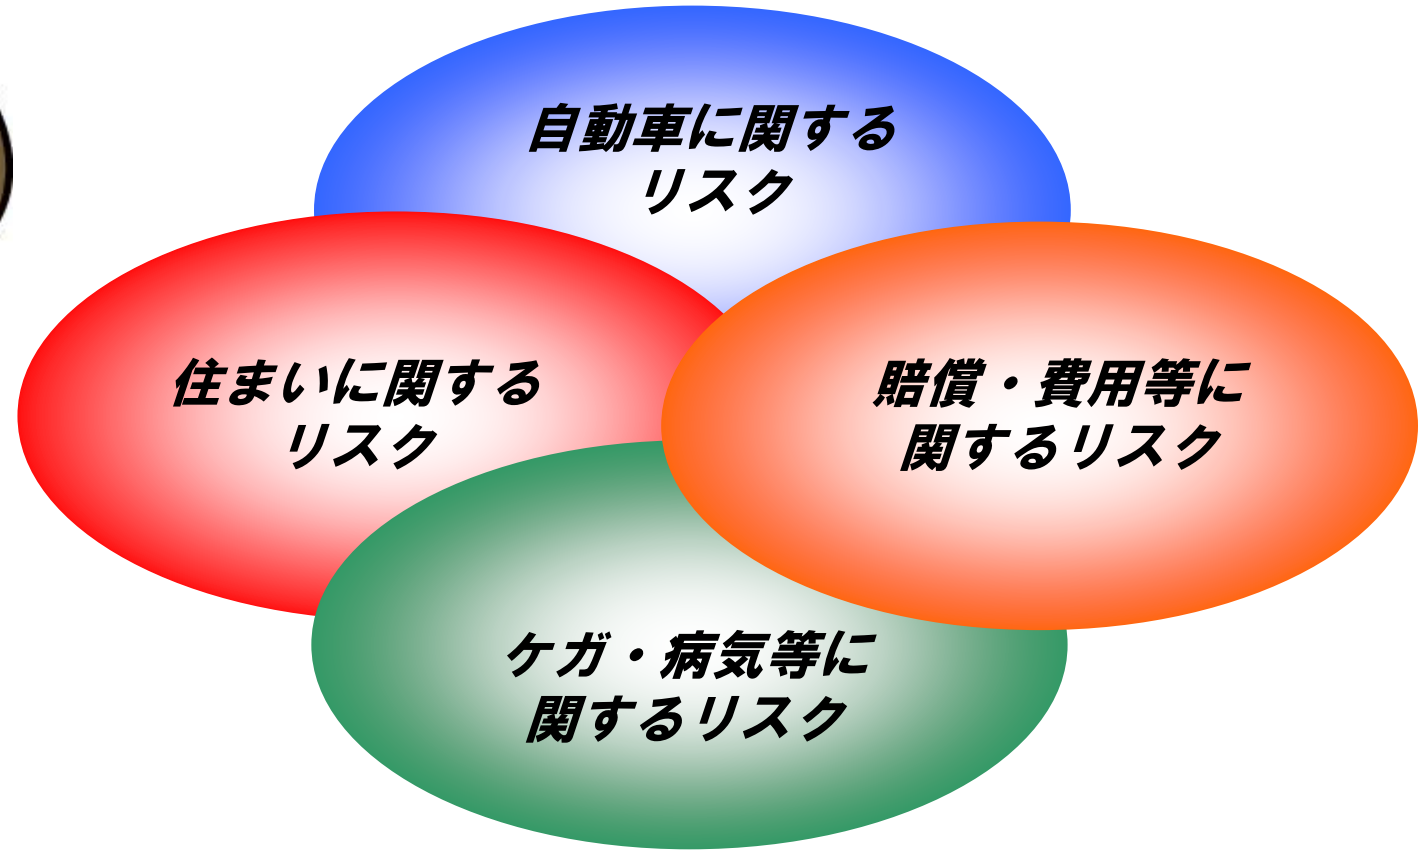 自動車に関する
リスク
住まいに関する
リスク
賠償・費用等に
関するリスク
ケガ・病気等に
関するリスク